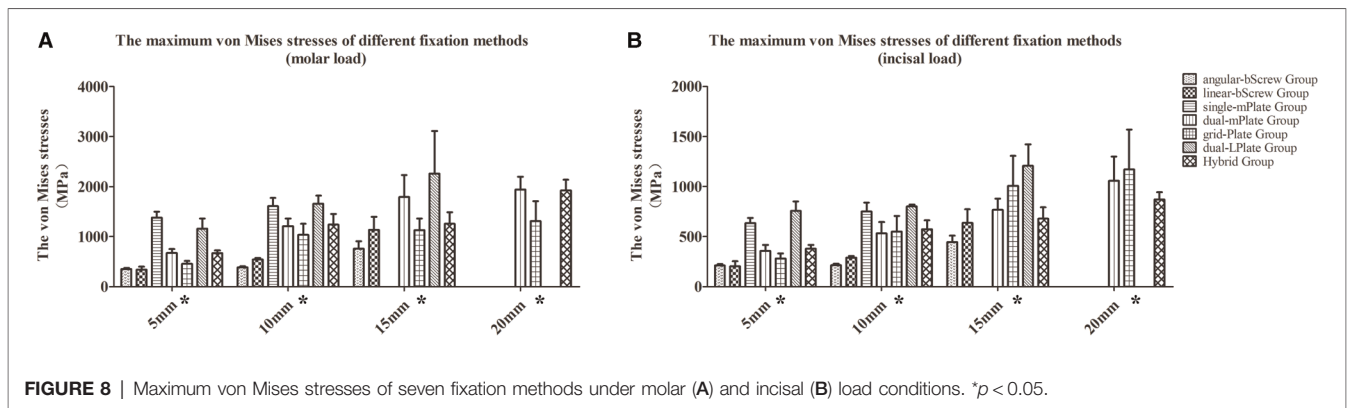 A
The maximum von Mises stresses of different fixation methods
(molar load)
The von Mises stresses
(MPa)
4000
3000
2000
1000
0
5mm *
10mm *
15mm *
20mm *
B
The maximum von Mises stresses of different fixation methods
(incisal load)
The von Mises stresses
(MPa)
2000
1500
1000
500
0
5mm *
10mm *
15mm *
20mm *
angular-bScrew Group
linear-bScrew Group
single-mPlate Group
dual-mPlate Group
grid-Plate Group
dual-LPlate Group
Hybrid Group
FIGURE 8 | Maximum von Mises stresses of seven fixation methods under molar (A) and incisal (B) load conditions. *p < 0.05.